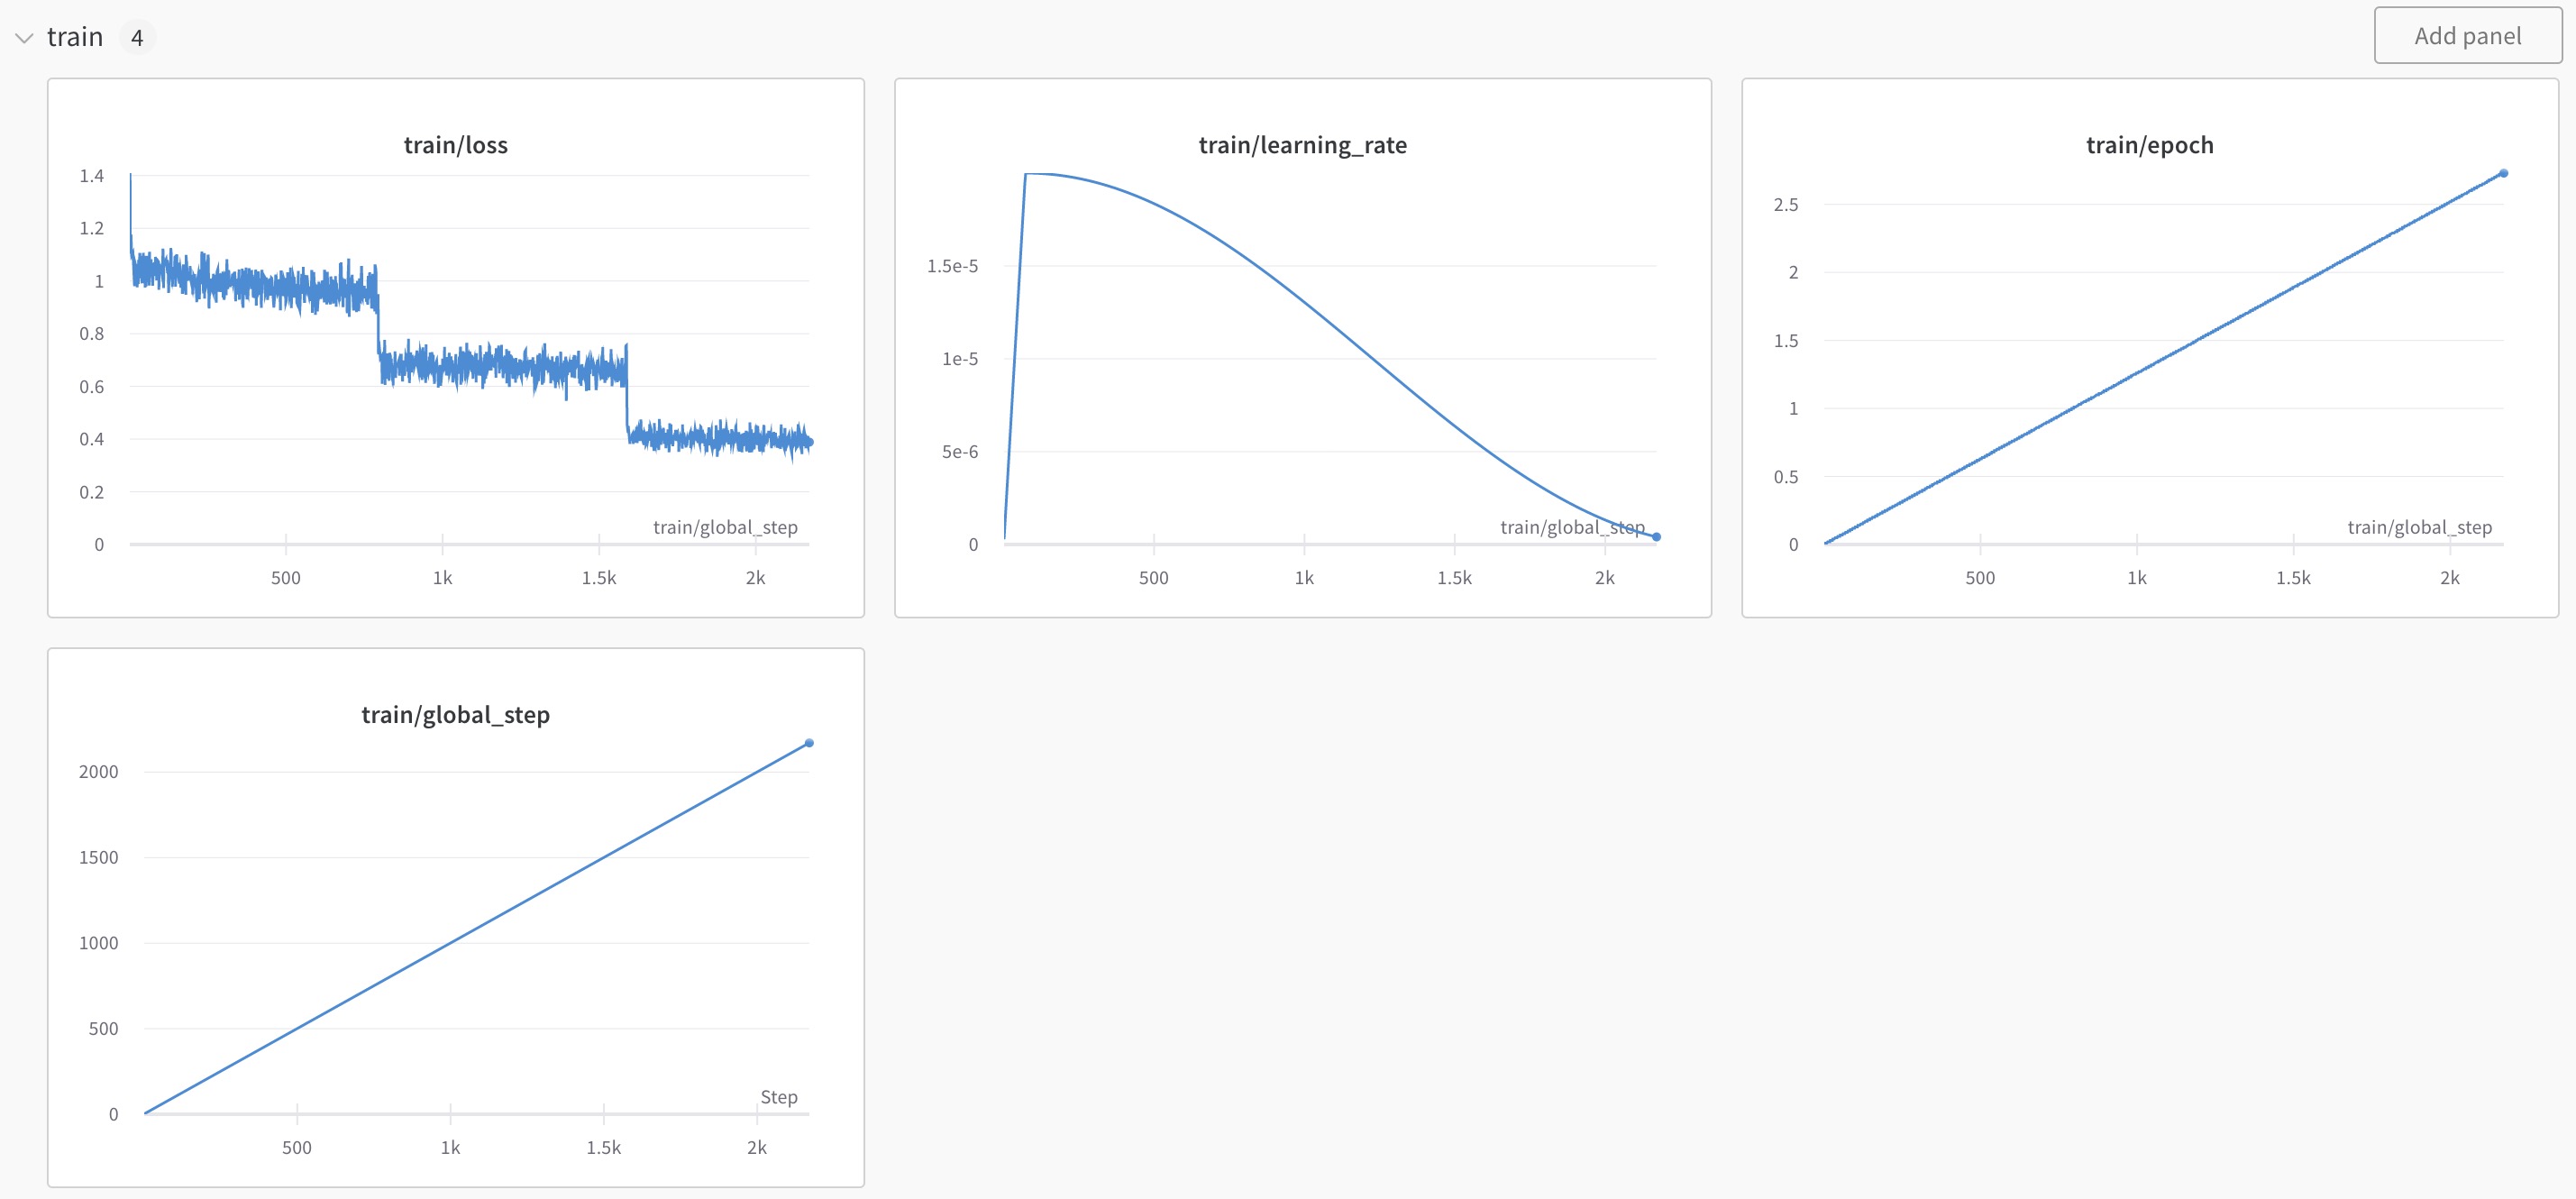 train 4
Add panel
train/loss
1.4
1.2
1
0.8
0.6
0.4
0.2
0
train/global_step
500 1k 1.5k 2k
train/learning_rate
1.5e-5
1e-5
5e-6
0
train/global_step
500 1k 1.5k 2k
train/epoch
2.5
2
1.5
1
0.5
0
train/global_step
500 1k 1.5k 2k
train/global_step
2000
1500
1000
500
0
Step
500 1k 1.5k 2k